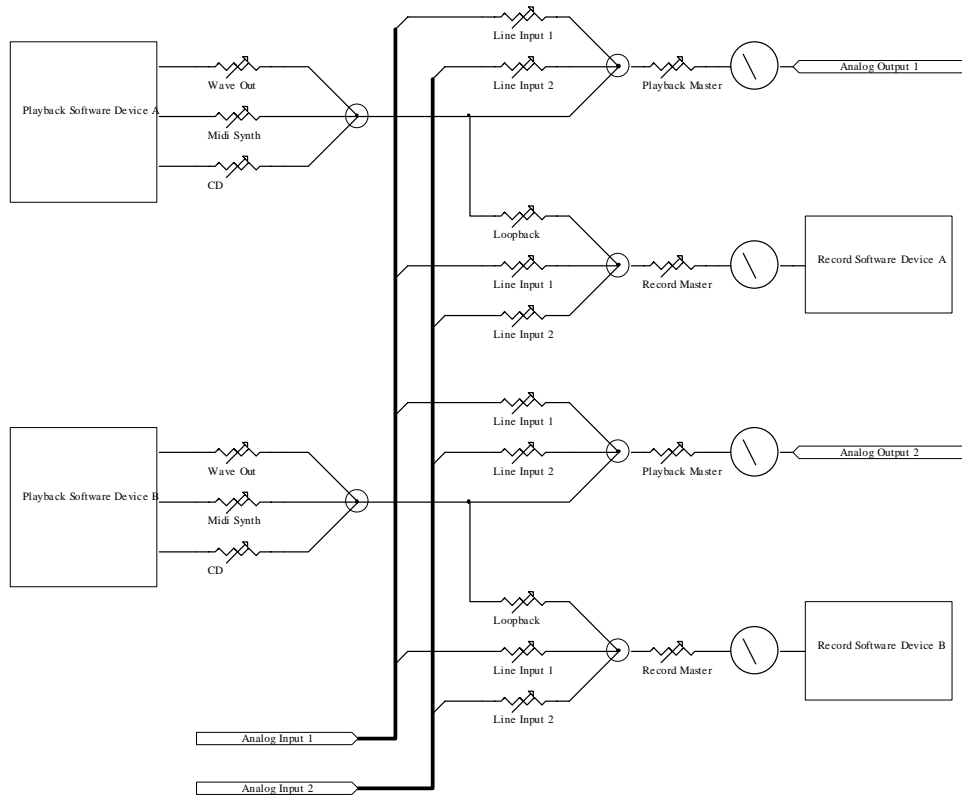 Line Input 1
Playback Software Device A
Wave Out
Line Input 2
Playback Master
Analog Output 1
Midi Synth
CD
Loopback
Line Input 1
Record Master
Record Software Device A
Line Input 2
Line Input 1
Playback Software Device B
Wave Out
Line Input 2
Playback Master
Analog Output 2
Midi Synth
CD
Loopback
Line Input 1
Record Master
Record Software Device B
Line Input 2
Analog Input 1
Analog Input 2